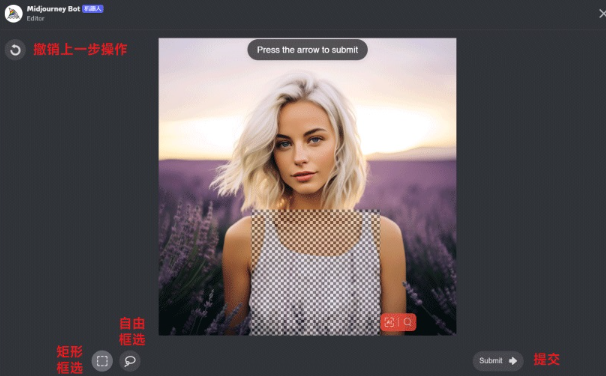 Midjourney Bot 机器人
Editor
撤销上一步操作
Press the arrow to submit
自由
框选
矩形
框选
Submit
提交